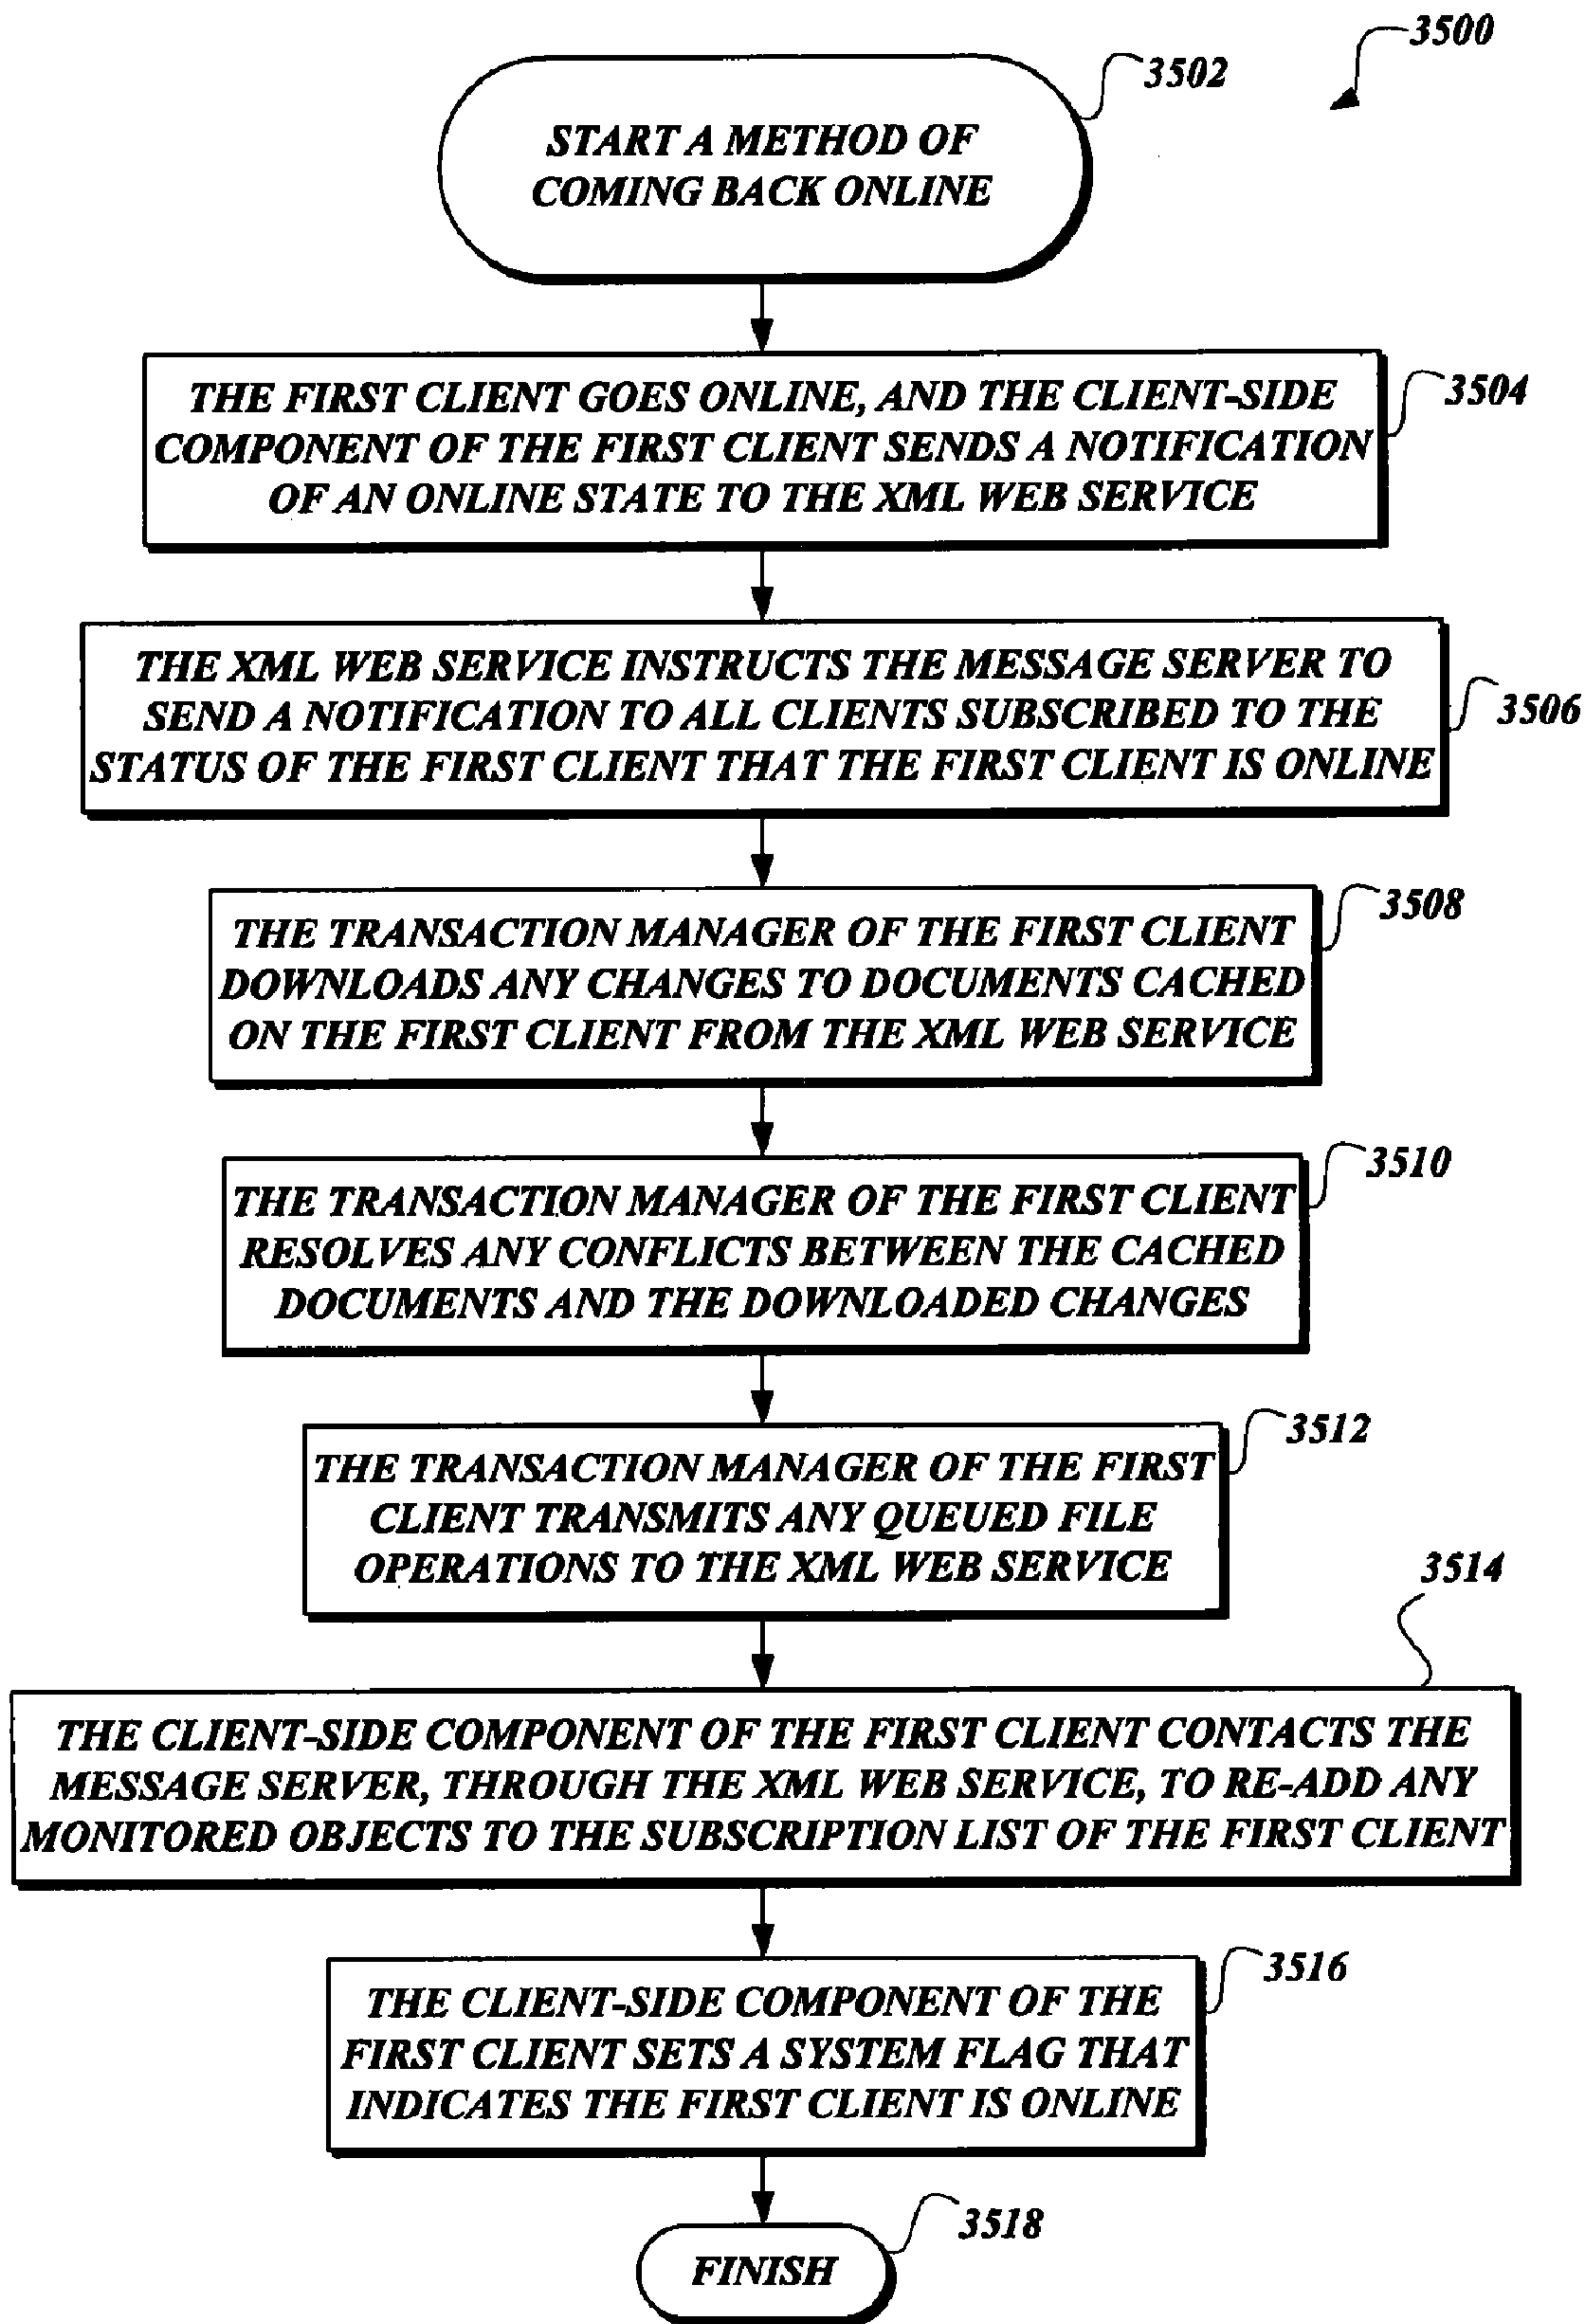 3500
3502
START A METHOD OF
COMING BACK ONLINE
3504
THE FIRST CLIENT GOES ONLINE, AND THE CLIENT-SIDE
COMPONENT OF THE FIRST CLIENT SENDS A NOTIFICATION
OF AN ONLINE STATE TO THE XML WEB SERVICE
3506
THE XML WEB SERVICE INSTRUCTS THE MESSAGE SERVER TO
SEND A NOTIFICATION TO ALL CLIENTS SUBSCRIBED TO THE
STATUS OF THE FIRST CLIENT THAT THE FIRST CLIENT IS ONLINE
3508
THE TRANSACTION MANAGER OF THE FIRST CLIENT
DOWNLOADS ANY CHANGES TO DOCUMENTS CACHED
ON THE FIRST CLIENT FROM THE XML WEB SERVICE
3510
THE TRANSACTION MANAGER OF THE FIRST CLIENT
RESOLVES ANY CONFLICTS BETWEEN THE CACHED
DOCUMENTS AND THE DOWNLOADED CHANGES
3512
THE TRANSACTION MANAGER OF THE FIRST
CLIENT TRANSMITS ANY QUEUED FILE
OPERATIONS TO THE XML WEB SERVICE
3514
THE CLIENT-SIDE COMPONENT OF THE FIRST CLIENT CONTACTS THE
MESSAGE SERVER, THROUGH THE XML WEB SERVICE, TO RE-ADD ANY
MONITORED OBJECTS TO THE SUBSCRIPTION LIST OF THE FIRST CLIENT
3516
THE CLIENT-SIDE COMPONENT OF THE
FIRST CLIENT SETS A SYSTEM FLAG THAT
INDICATES THE FIRST CLIENT IS ONLINE
3518
FINISH